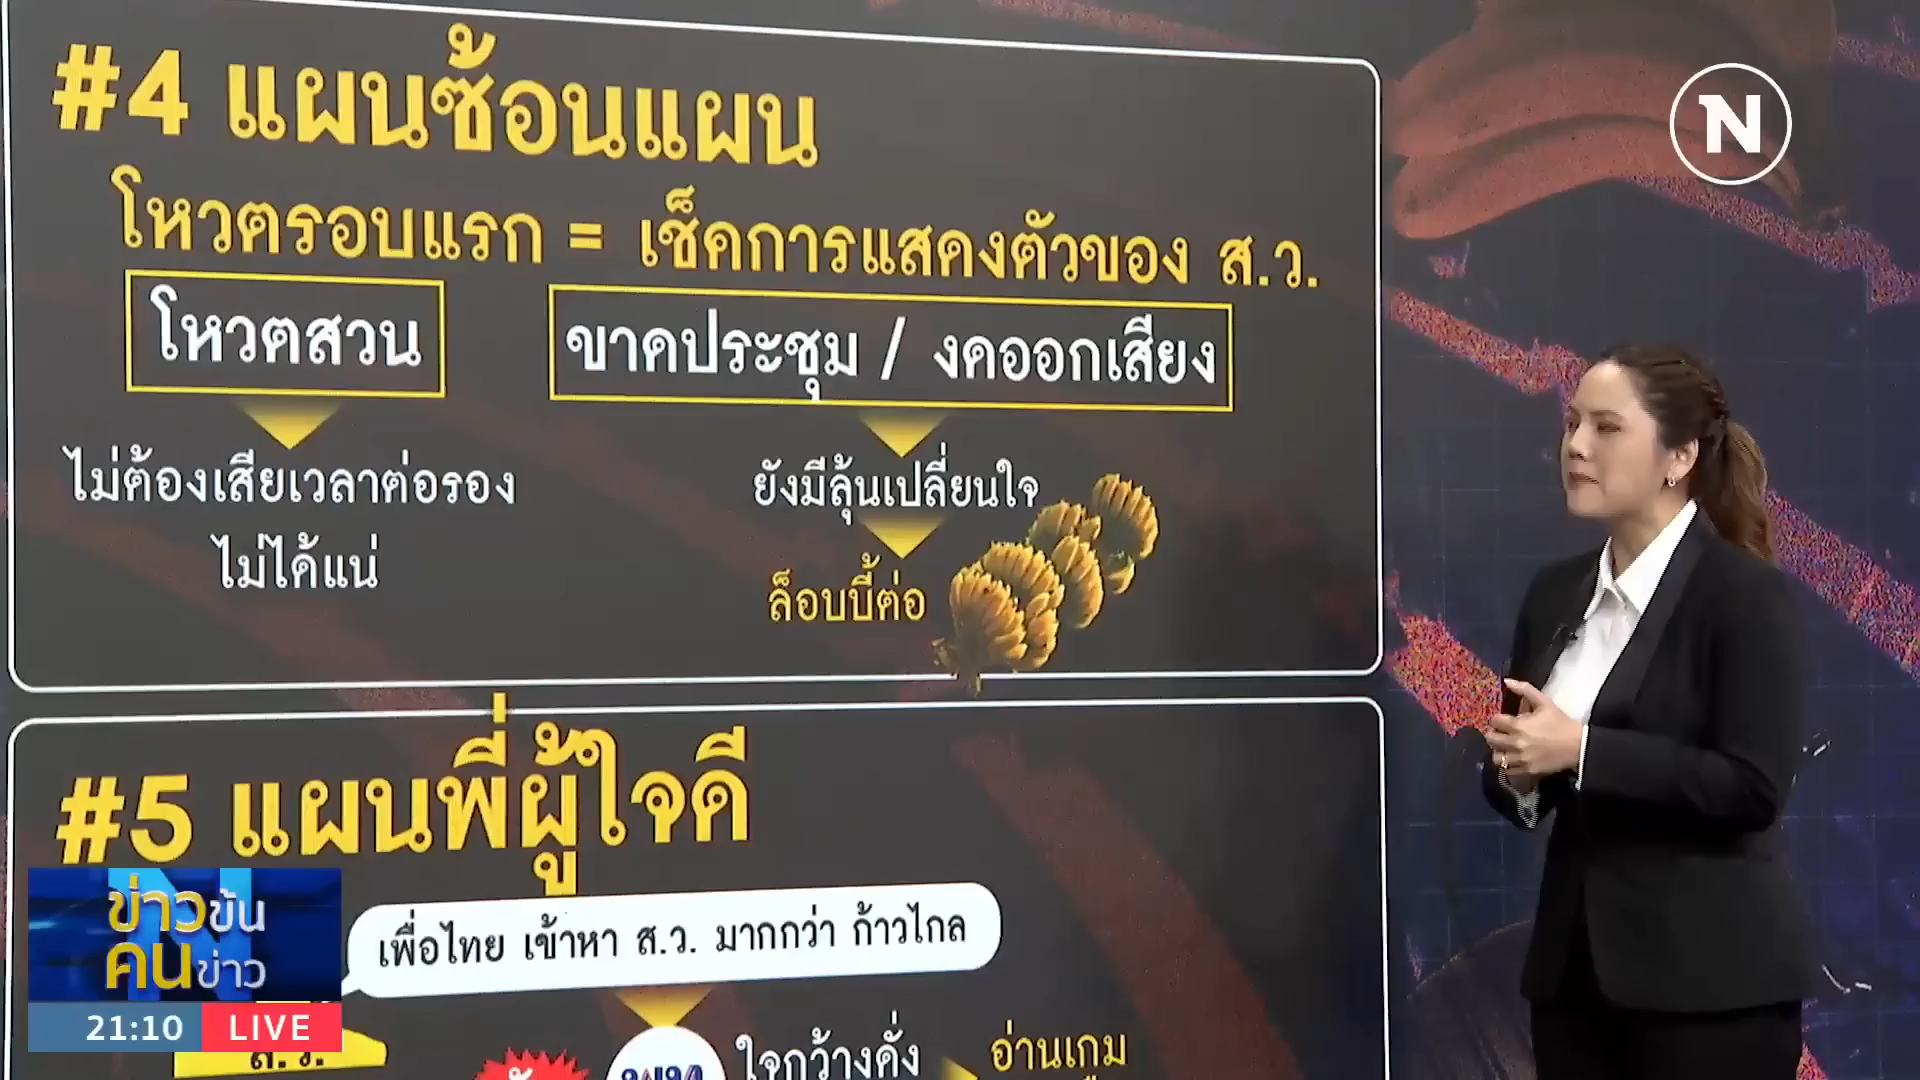 #4 แผนซ้อนแผน
โหวตรอบแรก = เช็คการแสดงตัวของ ส.ว.
โหวตสวน
ขาดประชุม / งดออกเสียง
ไม่ต้องเสียเวลาต่อรอง
ไม่ได้แน่
ยังมีลุ้นเปลี่ยนใจ
ล็อบบี้ต่อ
N
#5 แผนพี่ผู้ใจดี
เพื่อไทย เข้าหา ส.ว. มากกว่า ก้าวไกล
ส.ว.
ใจกว้างดั่ง
อ่านเกม
ข่าวข้น
คนข่าว
21:10 LIVE